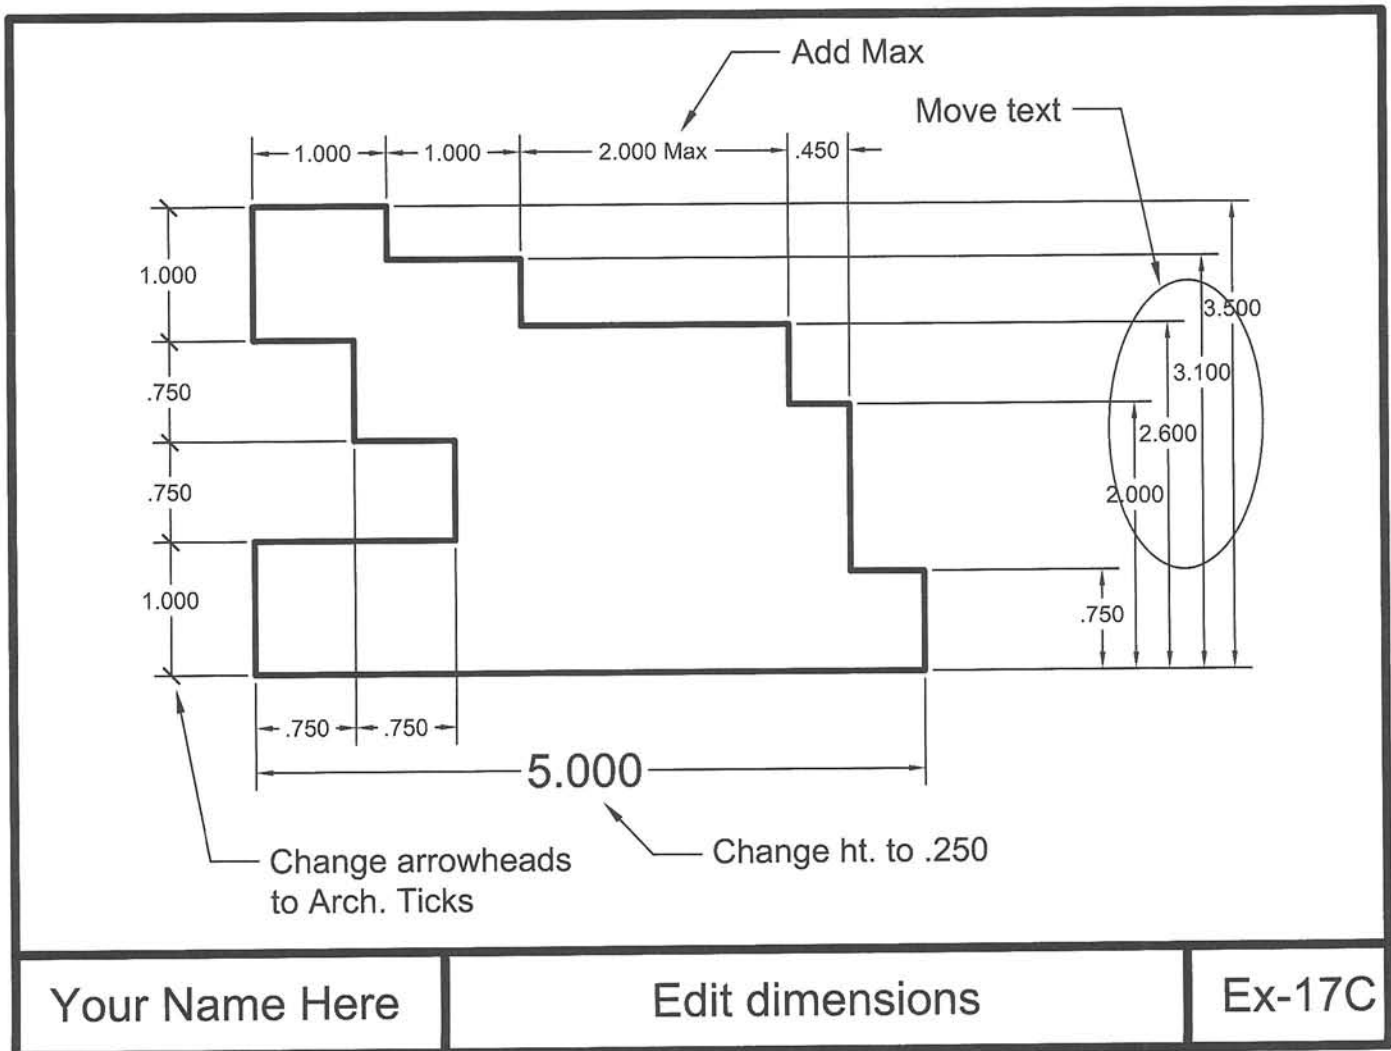 Add Max
Move text
1.000
1.000
2.000 Max
.450
1.000
3.500
3.100
.750
2.600
.750
2.000
1.000
.750
.750
.750
5.000
Change ht. to .250
Change arrowheads
to Arch. Ticks
Your Name Here
Edit dimensions
Ex-17C